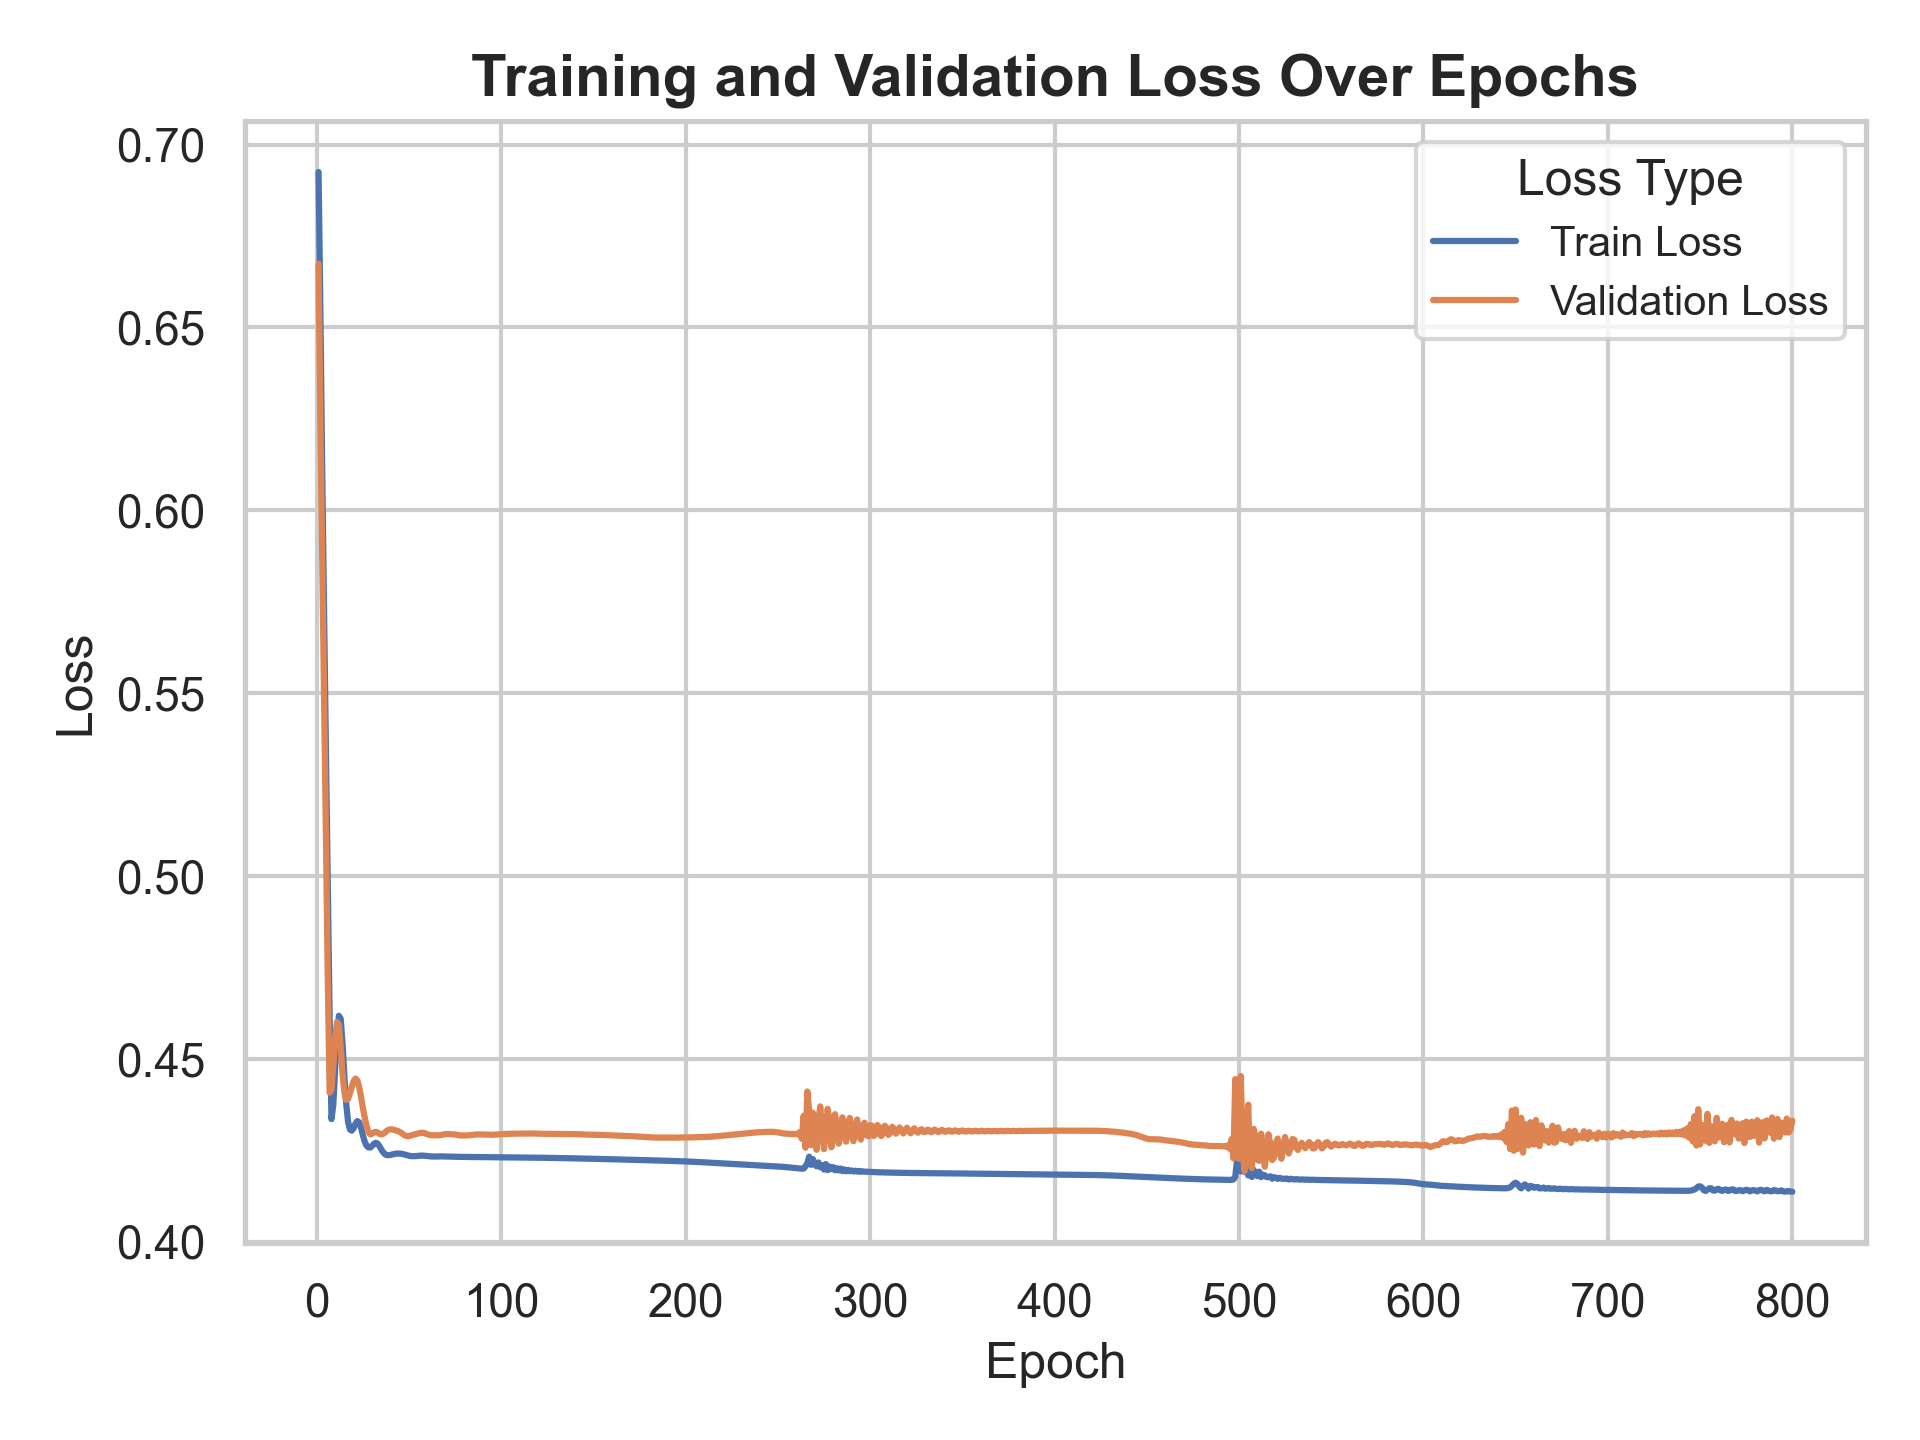 Training and Validation Loss Over Epochs
Loss Type
Train Loss
Validation Loss
Loss
0.70
0.65
0.60
0.55
0.50
0.45
0.40
0 100 200 300 400 500 600 700 800
Epoch